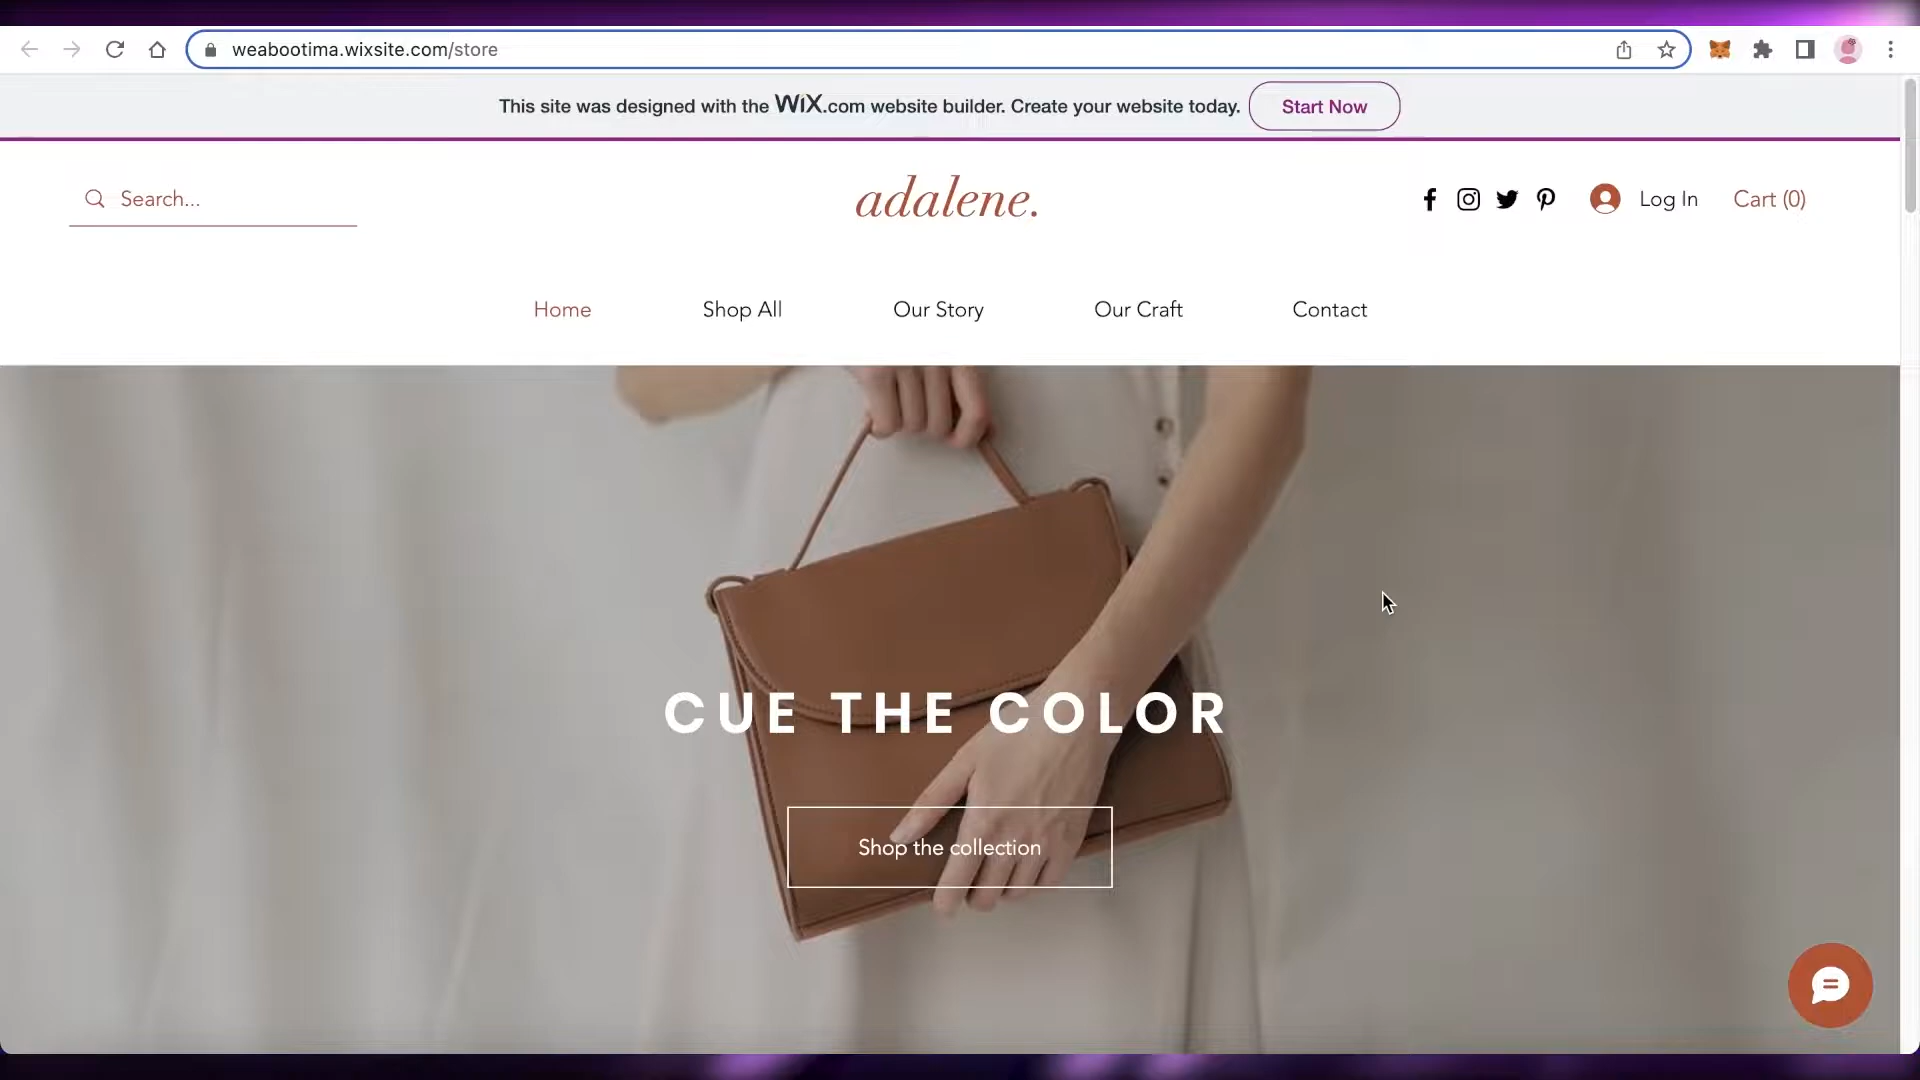 weabootima.wixsite.com/store
This site was designed with the WiX.com website builder. Create your website today. Start Now
Search... adalene. Log In Cart (0)
Home Shop All Our Story Our Craft Contact
CUE THE COLOR
Shop the collection